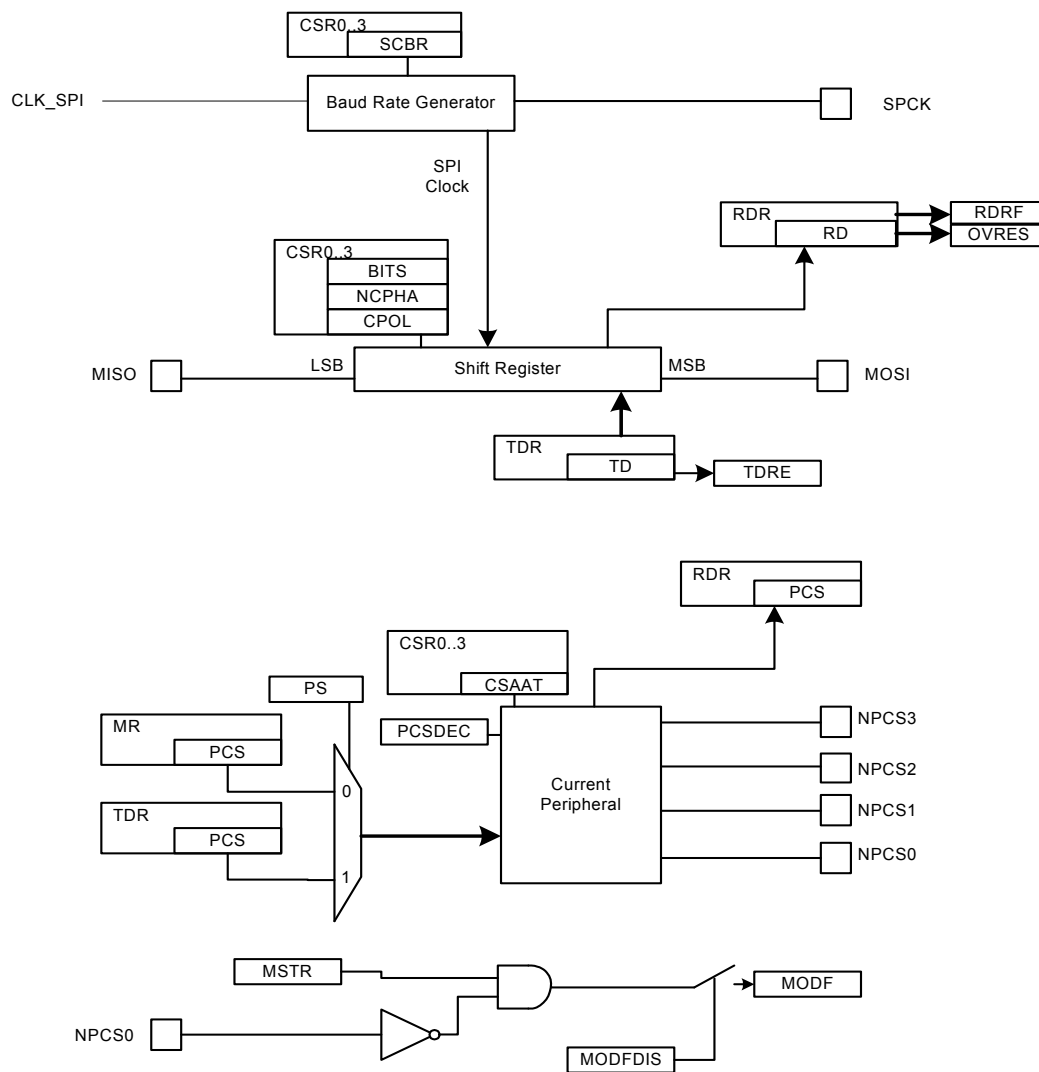 CSR0..3
SCBR
CLK_SPI
Baud Rate Generator
SPCK
SPI
Clock
RDR
RD
RDRF
OVRES
CSR0..3
BITS
NCPHA
CPOL
MISO
LSB
Shift Register
MSB
MOSI
TDR
TD
TDRE
RDR
PCS
CSR0..3
CSAAT
PS
PCSDEC
MR
PCS
0
TDR
PCS
1
Current
Peripheral
NPCS3
NPCS2
NPCS1
NPCS0
MSTR
MODF
NPCS0
MODFDIS